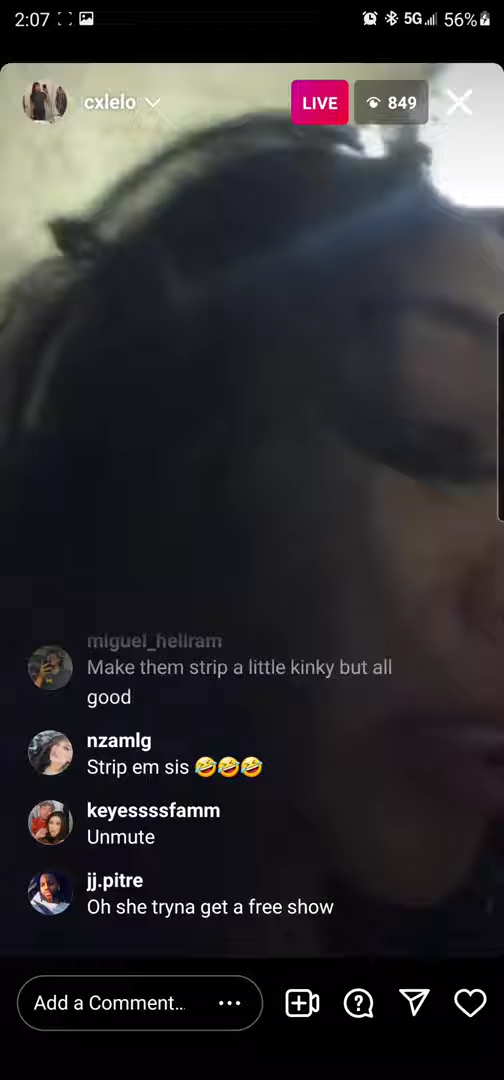 2:07 5G 56%
cxlelo LIVE 849
miguel_hellram
Make them strip a little kinky but all
good
nzamlg
Strip em sis 🤣🤣🤣
keyessssfamm
Unmute
jj.pitre
Oh she tryna get a free show
Add a Comment...